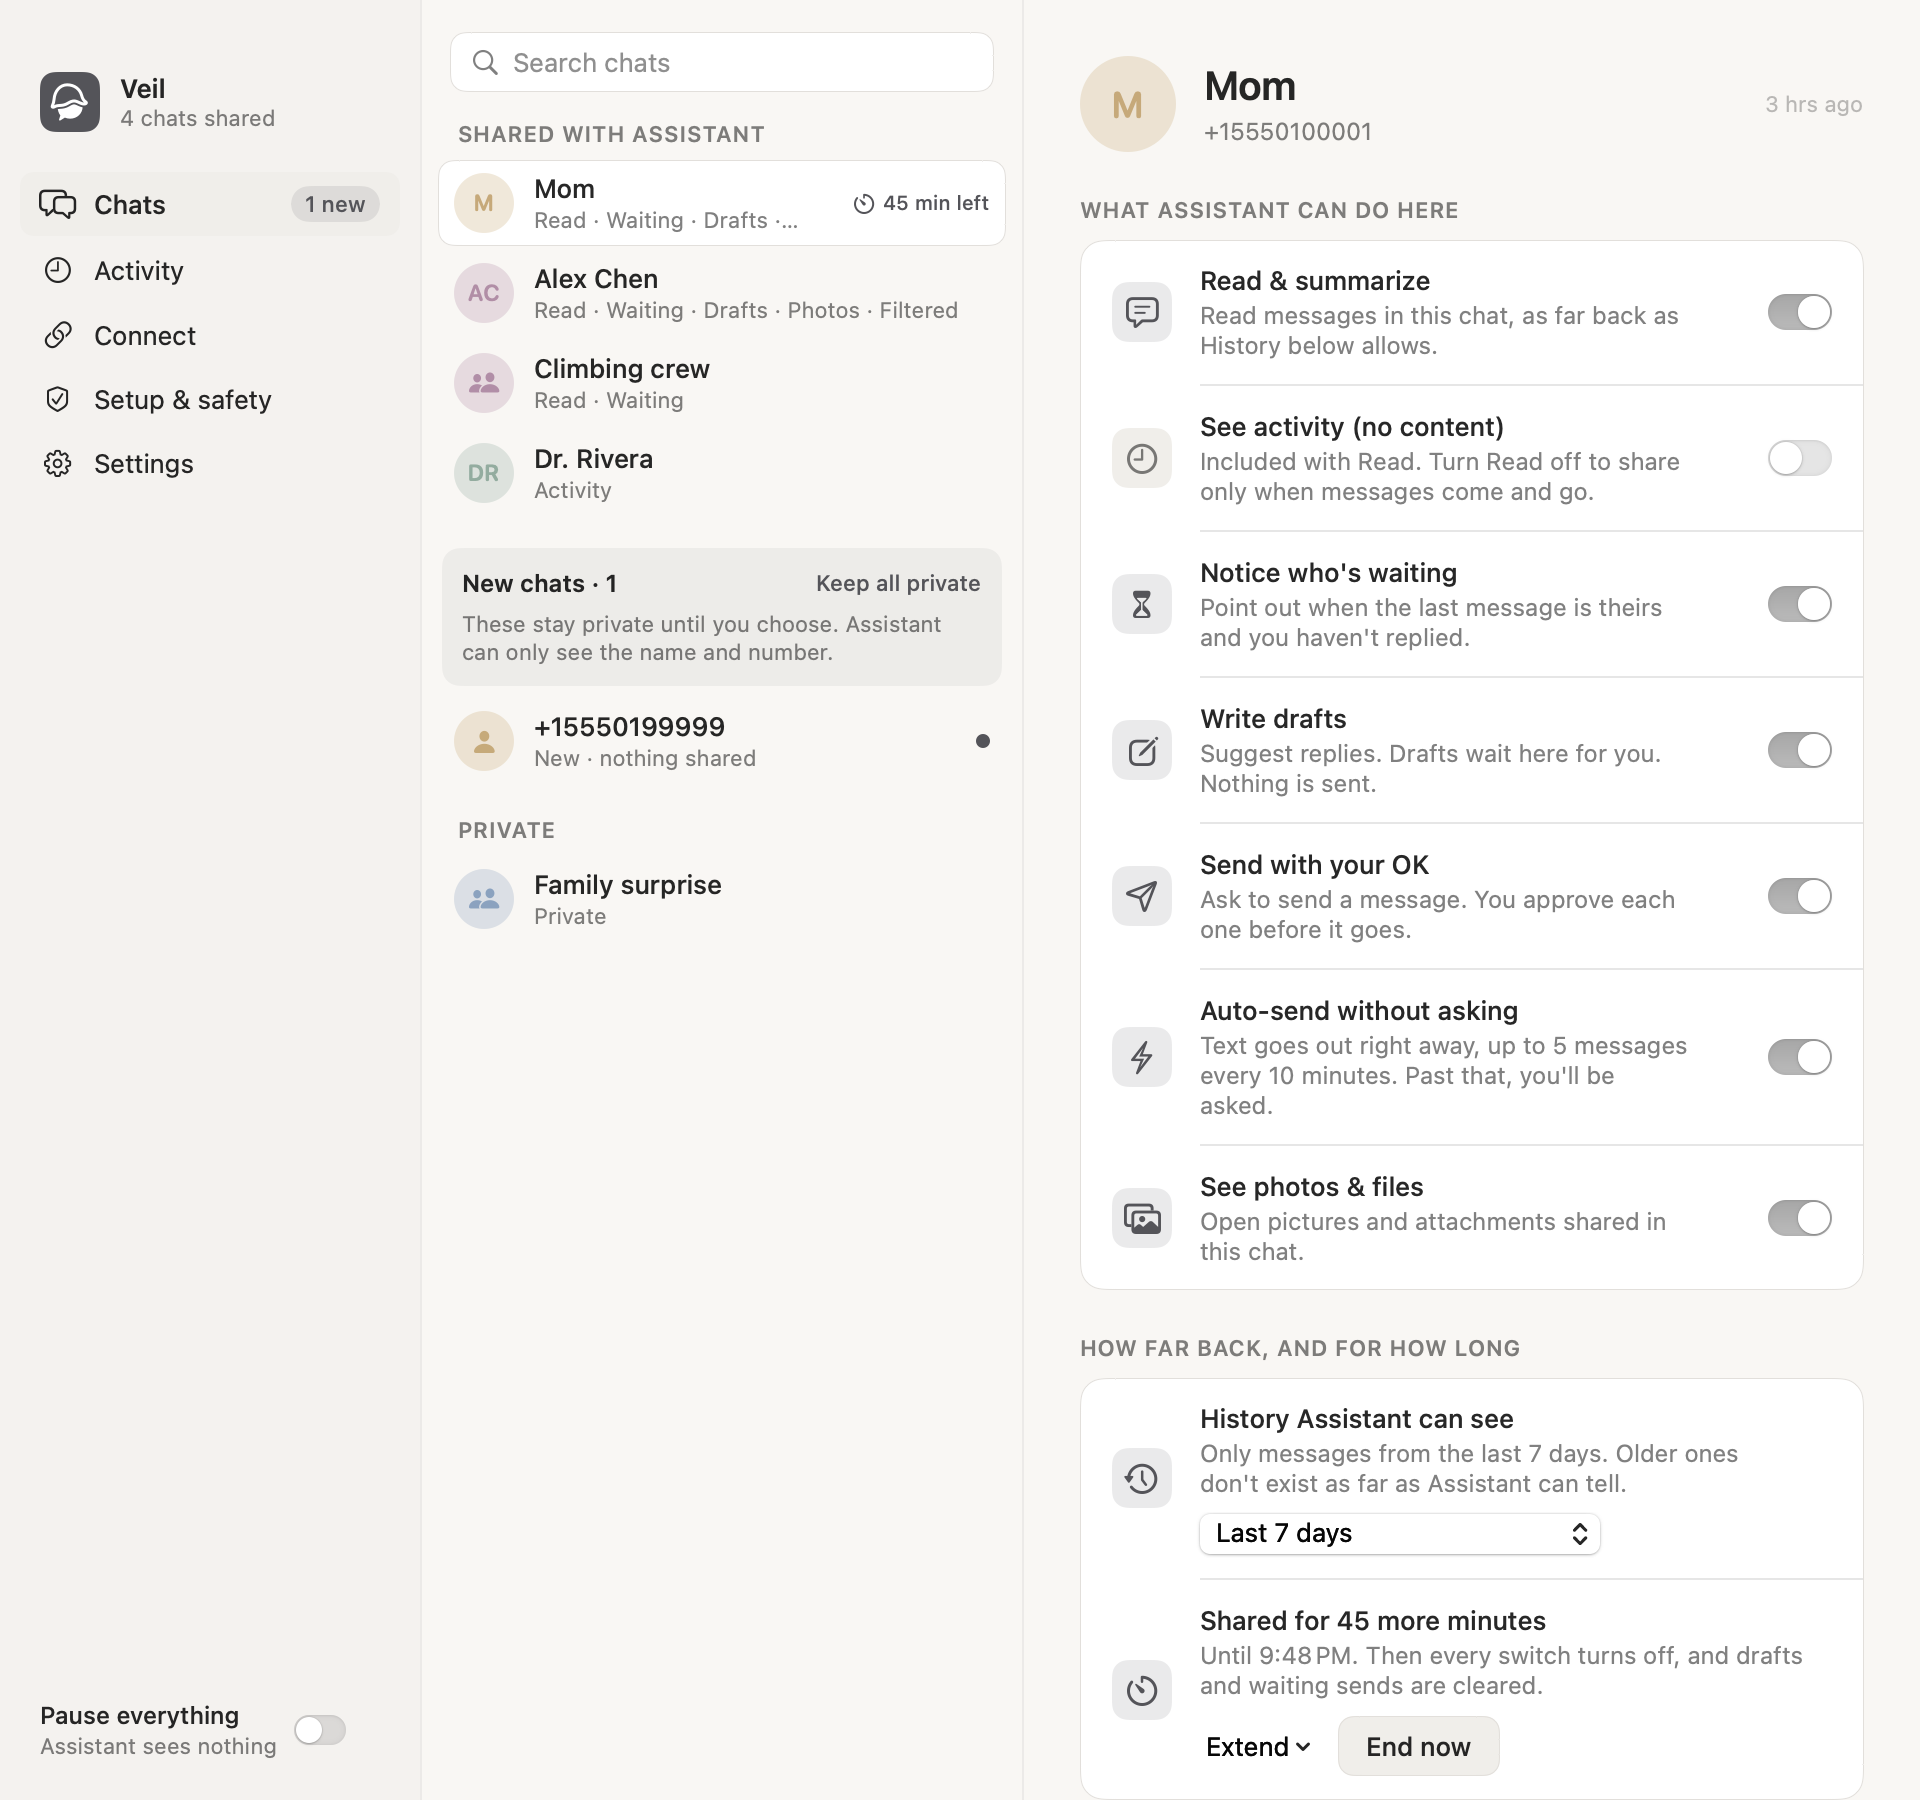 Veil
4 chats shared
Chats
1 new
Activity
Connect
Setup & safety
Settings
Pause everything
Assistant sees nothing
Search chats
SHARED WITH ASSISTANT
M
Mom
Read · Waiting · Drafts ·...
45 min left
AC
Alex Chen
Read · Waiting · Drafts · Photos · Filtered
Climbing crew
Read · Waiting
DR
Dr. Rivera
Activity
New chats · 1
Keep all private
These stay private until you choose. Assistant
can only see the name and number.
+15550199999
New · nothing shared
PRIVATE
Family surprise
Private
M
Mom
+15550100001
3 hrs ago
WHAT ASSISTANT CAN DO HERE
Read & summarize
Read messages in this chat, as far back as
History below allows.
See activity (no content)
Included with Read. Turn Read off to share
only when messages come and go.
Notice who's waiting
Point out when the last message is theirs
and you haven't replied.
Write drafts
Suggest replies. Drafts wait here for you.
Nothing is sent.
Send with your OK
Ask to send a message. You approve each
one before it goes.
Auto-send without asking
Text goes out right away, up to 5 messages
every 10 minutes. Past that, you'll be
asked.
See photos & files
Open pictures and attachments shared in
this chat.
HOW FAR BACK, AND FOR HOW LONG
History Assistant can see
Only messages from the last 7 days. Older ones
don't exist as far as Assistant can tell.
Last 7 days
Shared for 45 more minutes
Until 9:48 PM. Then every switch turns off, and drafts
and waiting sends are cleared.
Extend
End now